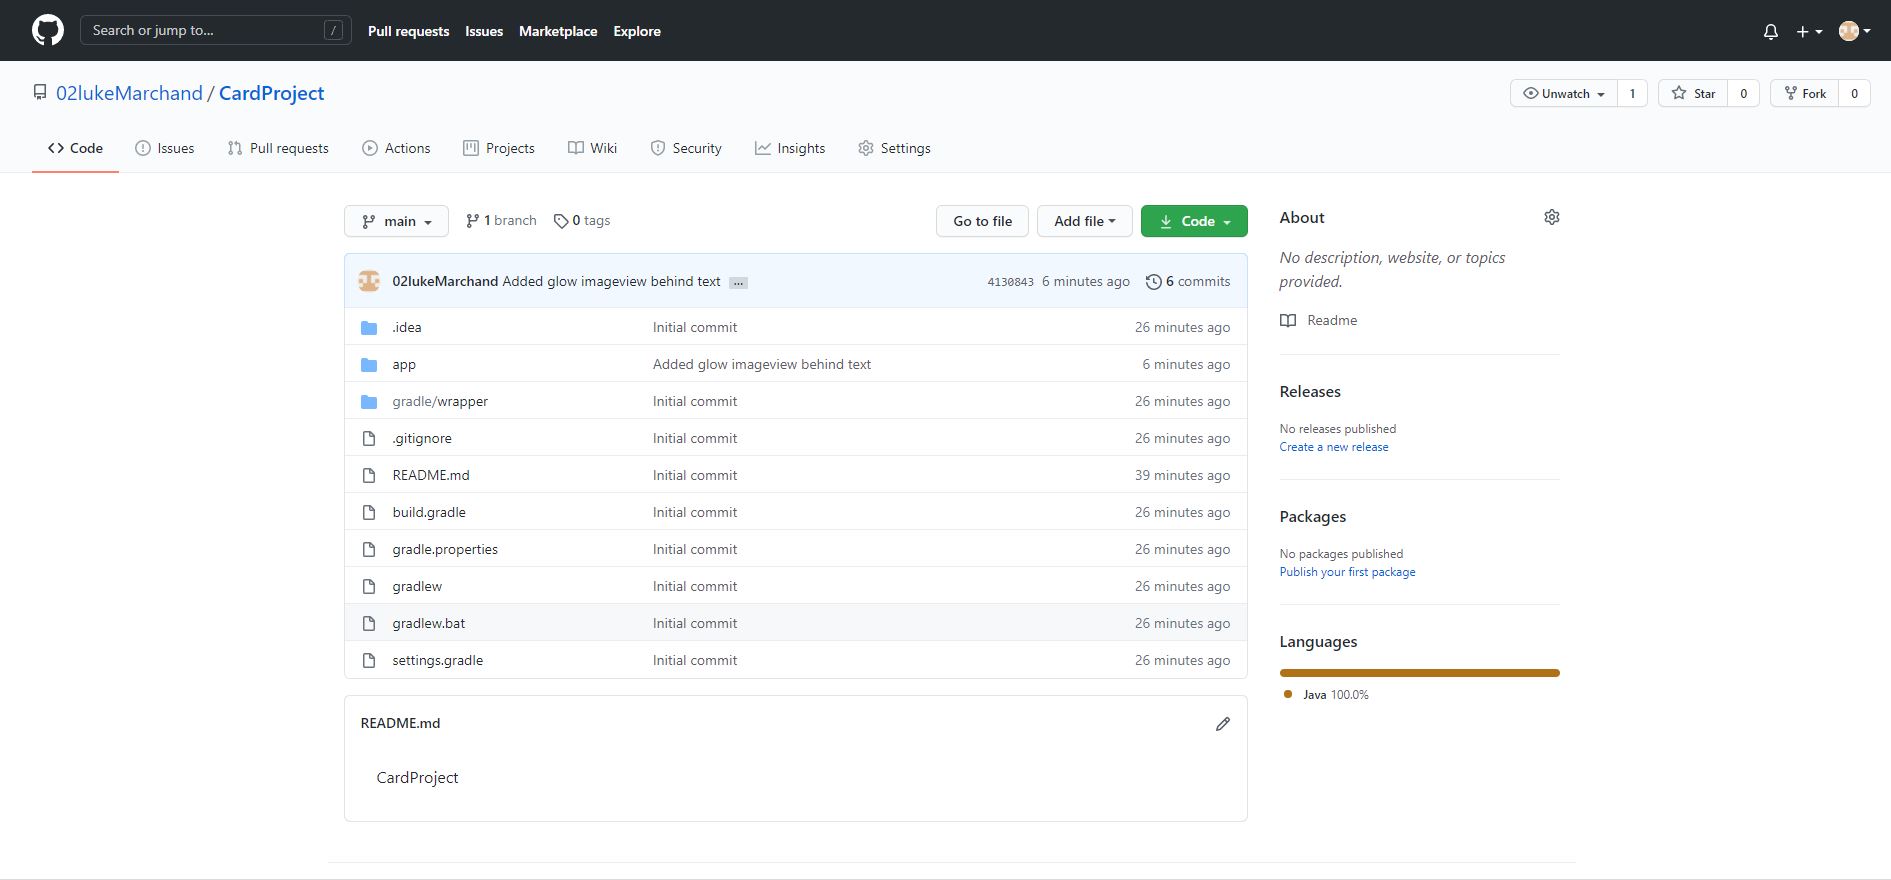 Search or jump to... / Pull requests Issues Marketplace Explore
02lukeMarchand / CardProject Unwatch 1 Star 0 Fork 0
<> Code Issues Pull requests Actions Projects Wiki Security Insights Settings
main 1 branch 0 tags Go to file Add file Code
02lukeMarchand Added glow imageview behind text ... 4130843 6 minutes ago 6 commits
.idea Initial commit 26 minutes ago
app Added glow imageview behind text 6 minutes ago
gradle/wrapper Initial commit 26 minutes ago
.gitignore Initial commit 26 minutes ago
README.md Initial commit 39 minutes ago
build.gradle Initial commit 26 minutes ago
gradle.properties Initial commit 26 minutes ago
gradlew Initial commit 26 minutes ago
gradlew.bat Initial commit 26 minutes ago
settings.gradle Initial commit 26 minutes ago
README.md
CardProject
About
No description, website, or topics
provided.
Readme
Releases
No releases published
Create a new release
Packages
No packages published
Publish your first package
Languages
Java 100.0%